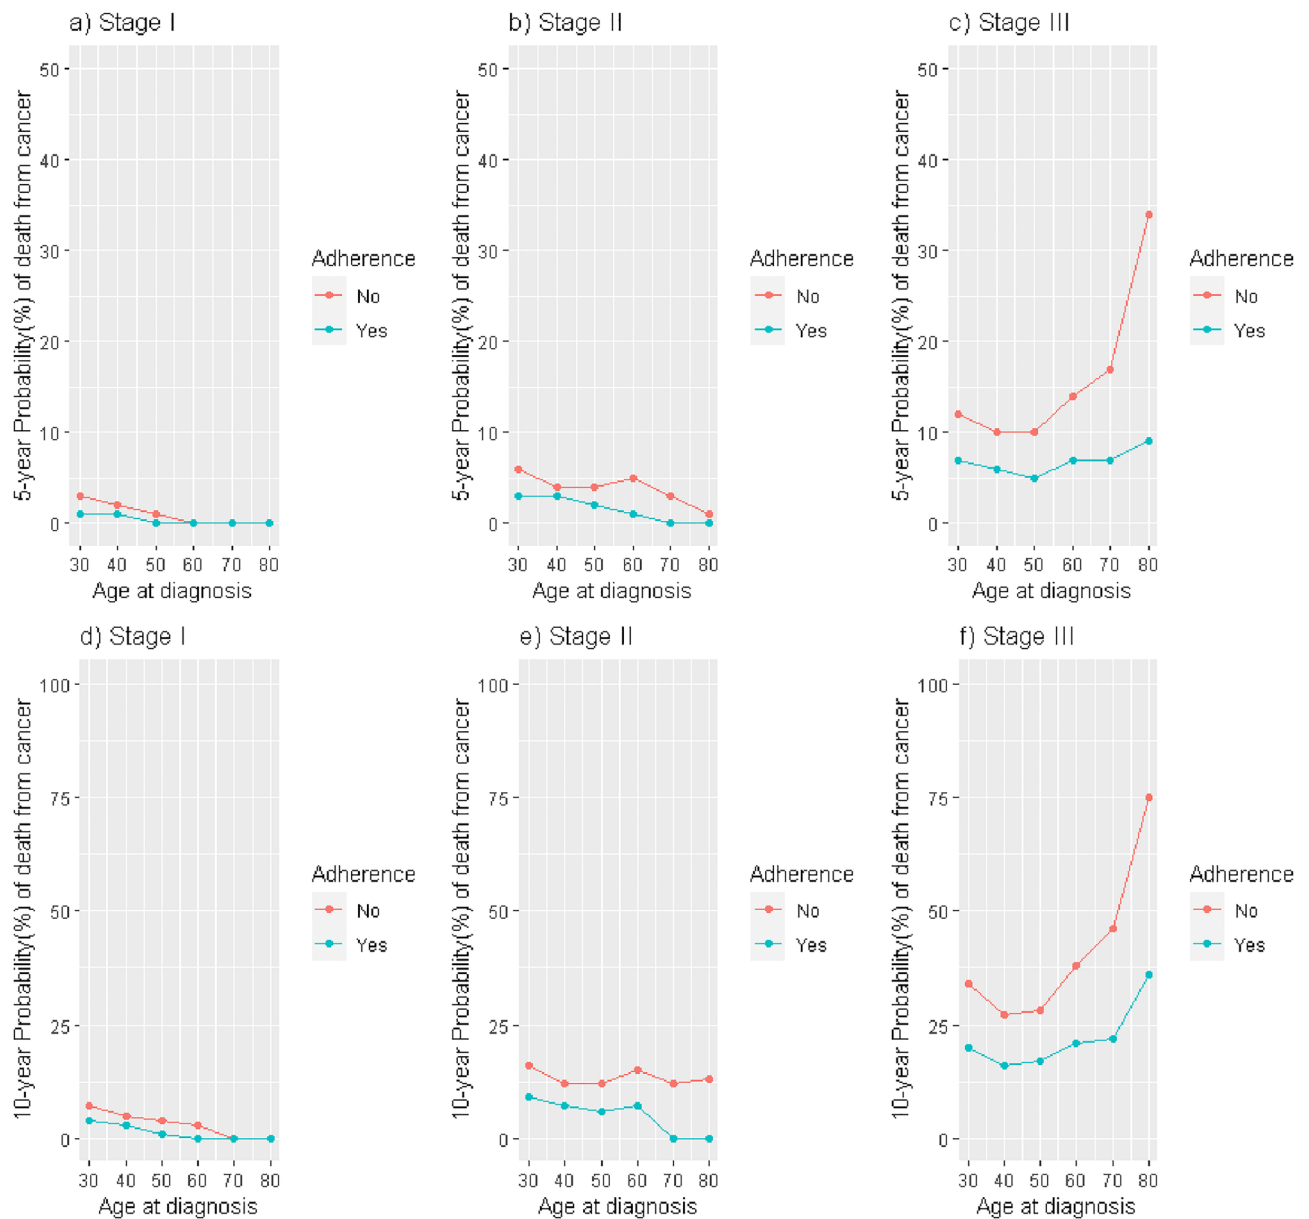 a) Stage I
5-year Probability(%) of death from cancer
50
40
30
20
10
0
30 40 50 60 70 80
Age at diagnosis
Adherence
No
Yes
b) Stage II
5-year Probability(%) of death from cancer
50
40
30
20
10
0
30 40 50 60 70 80
Age at diagnosis
Adherence
No
Yes
c) Stage III
5-year Probability(%) of death from cancer
50
40
30
20
10
0
30 40 50 60 70 80
Age at diagnosis
Adherence
No
Yes
d) Stage I
10-year Probability(%) of death from cancer
100
75
50
25
0
30 40 50 60 70 80
Age at diagnosis
Adherence
No
Yes
e) Stage II
10-year Probability(%) of death from cancer
100
75
50
25
0
30 40 50 60 70 80
Age at diagnosis
Adherence
No
Yes
f) Stage III
10-year Probability(%) of death from cancer
100
75
50
25
0
30 40 50 60 70 80
Age at diagnosis
Adherence
No
Yes